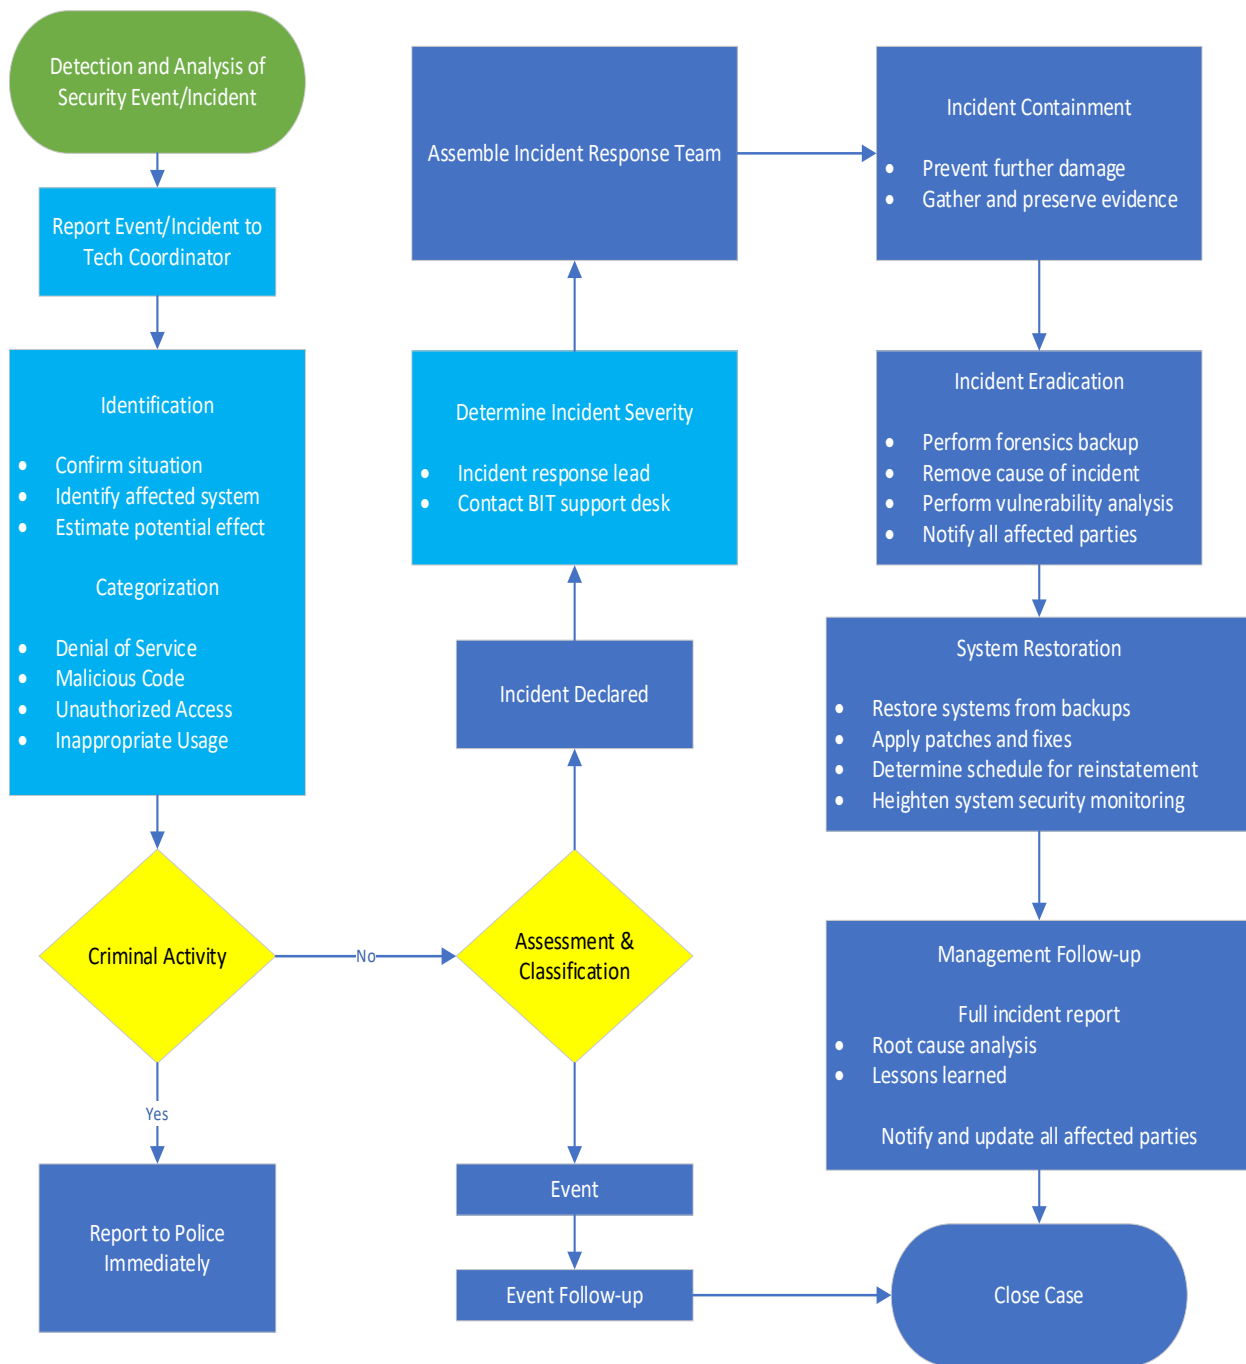 Detection and Analysis of
Security Event/Incident
Report Event/Incident to
Tech Coordinator
Identification
• Confirm situation
• Identify affected system
• Estimate potential effect
Categorization
• Denial of Service
• Malicious Code
• Unauthorized Access
• Inappropriate Usage
Criminal Activity
No
Yes
Report to Police
Immediately
Assessment &
Classification
Incident Declared
Determine Incident Severity
• Incident response lead
• Contact BIT support desk
Assemble Incident Response Team
Event
Event Follow-up
Incident Containment
• Prevent further damage
• Gather and preserve evidence
Incident Eradication
• Perform forensics backup
• Remove cause of incident
• Perform vulnerability analysis
• Notify all affected parties
System Restoration
• Restore systems from backups
• Apply patches and fixes
• Determine schedule for reinstatement
• Heighten system security monitoring
Management Follow-up
Full incident report
• Root cause analysis
• Lessons learned
Notify and update all affected parties
Close Case